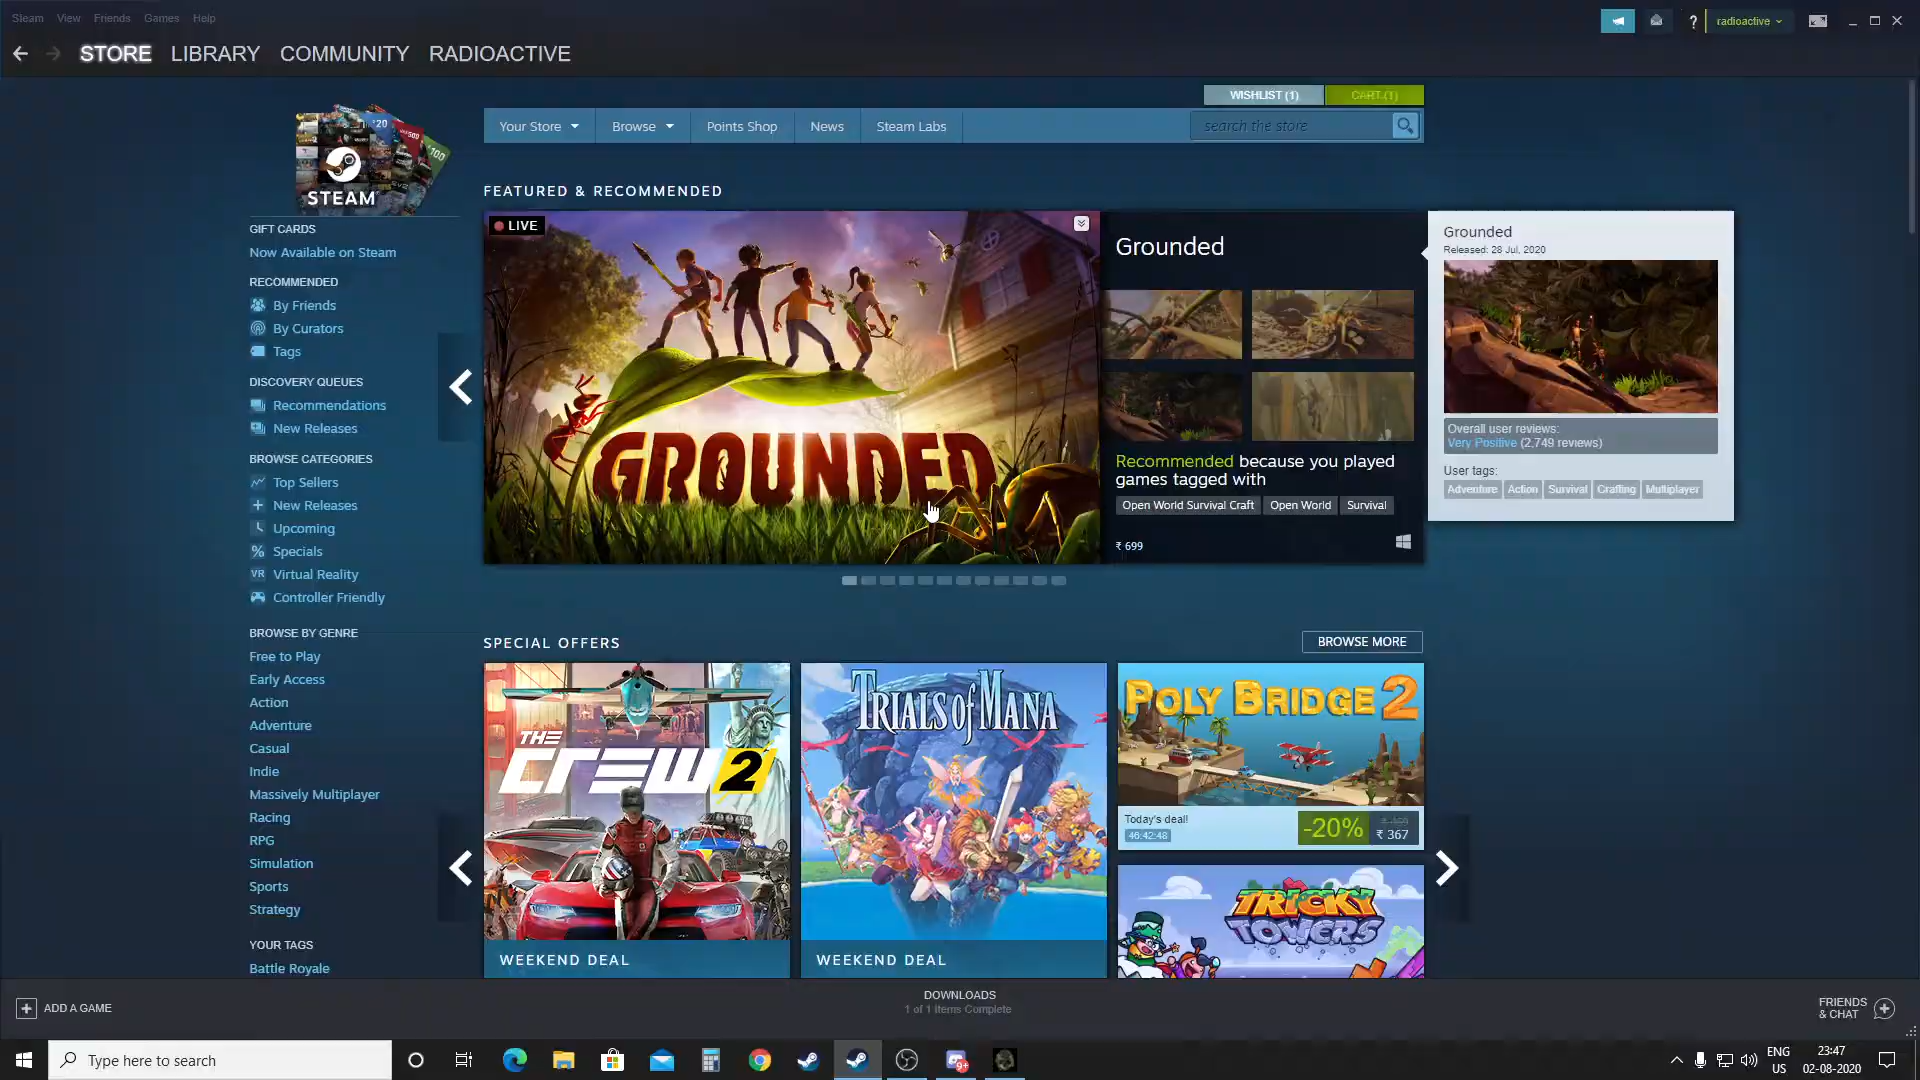 Steam View Friends Games Help
radioactive
STORE LIBRARY COMMUNITY RADIOACTIVE
WISHLIST (1) CART (1)
Your Store Browse Points Shop News Steam Labs
search the store
STEAM
FEATURED & RECOMMENDED
GIFT CARDS
Now Available on Steam
RECOMMENDED
By Friends
By Curators
Tags
DISCOVERY QUEUES
Recommendations
New Releases
BROWSE CATEGORIES
Top Sellers
New Releases
Upcoming
Specials
VR Virtual Reality
Controller Friendly
BROWSE BY GENRE
Free to Play
Early Access
Action
Adventure
Casual
Indie
Massively Multiplayer
Racing
RPG
Simulation
Sports
Strategy
YOUR TAGS
Battle Royale
LIVE
GROUNDED
Grounded
Recommended because you played
games tagged with
Open World Survival Craft Open World Survival
₹ 699
Grounded
Released: 28 Jul, 2020
Overall user reviews:
Very Positive (2,749 reviews)
User tags:
Adventure Action Survival Crafting Multiplayer
SPECIAL OFFERS
BROWSE MORE
THE CREW 2
WEEKEND DEAL
TRIALS of MANA
WEEKEND DEAL
POLY BRIDGE 2
Today's deal!
46:42:48
-20%
₹ 367
TRICKY TOWERS
ADD A GAME
DOWNLOADS
1 of 1 Items Complete
FRIENDS
& CHAT
Type here to search
9+
ENG
US
23:47
02-08-2020